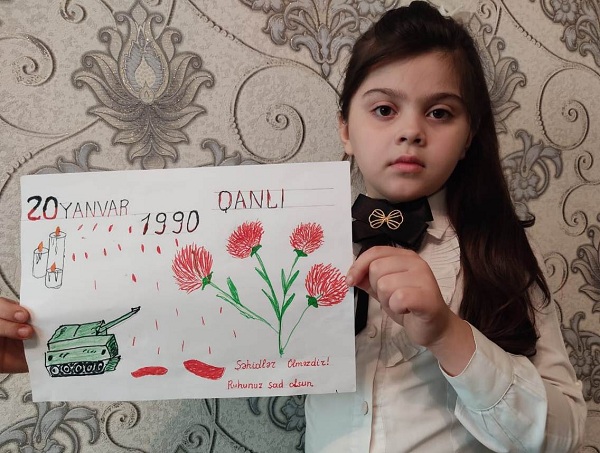 20 YANVAR 1990 QANLI
Şəhidlər Ölməzdir!
Ruhunuz şad olsun